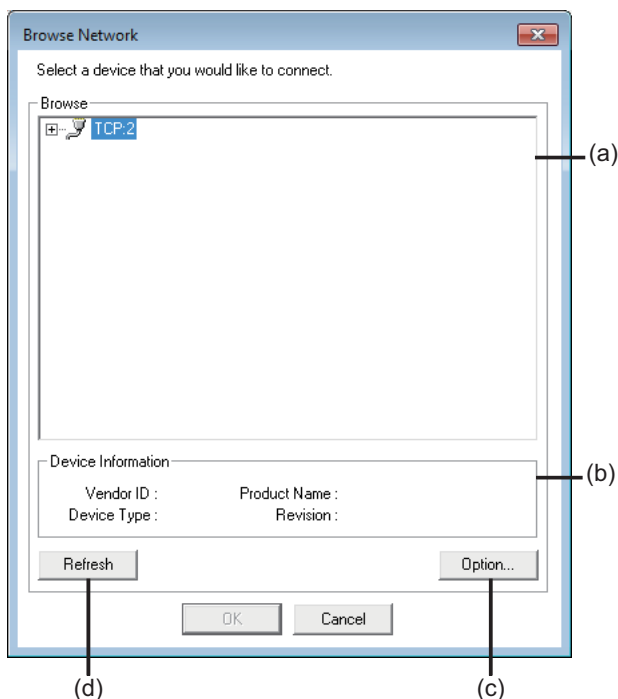 Browse Network
Select a device that you would like to connect.
Browse
TCP:2
(a)
Device Information
(b)
Vendor ID : Product Name :
Device Type : Revision :
Refresh Option...
OK Cancel
(d) (c)